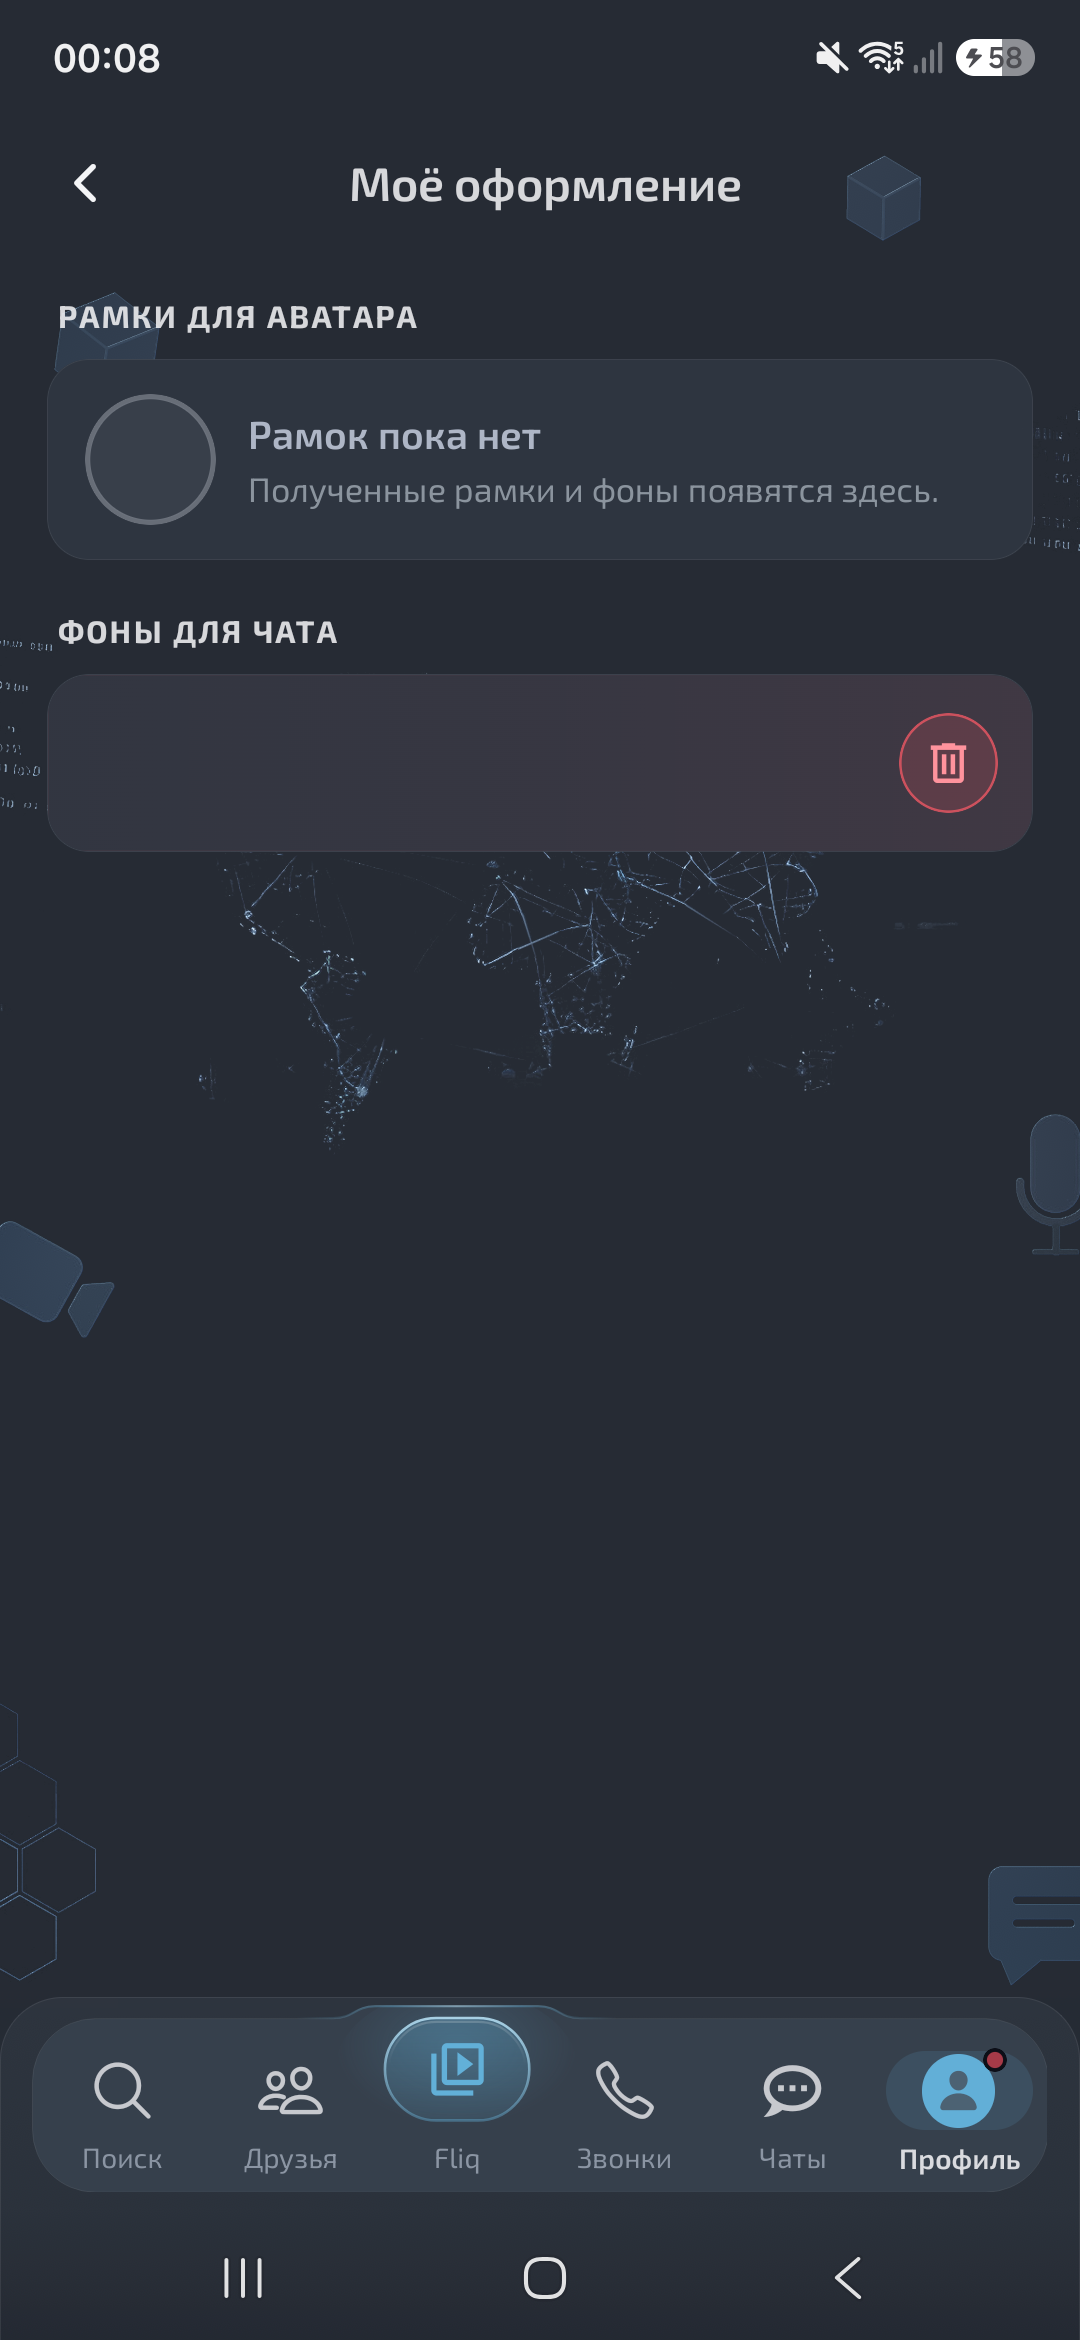 00:08
5
58
Моё оформление
РАМКИ ДЛЯ АВАТАРА
Рамок пока нет
Полученные рамки и фоны появятся здесь.
ФОНЫ ДЛЯ ЧАТА
Поиск
Друзья
Fliq
Звонки
Чаты
Профиль